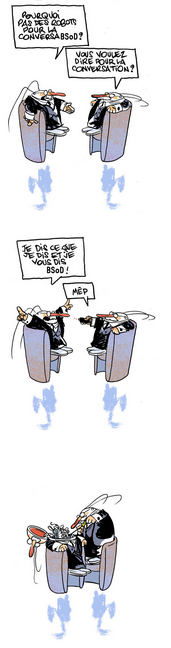 POURQUOI
PAS DES ROBOTS
POUR LA
CONVERSABSOD?
VOUS VOULEZ
DIRE POUR LA
CONVERSATION?
JE DIS CE QUE
JE DIS ET JE
VOUS DIS
BSOD!
MÊP